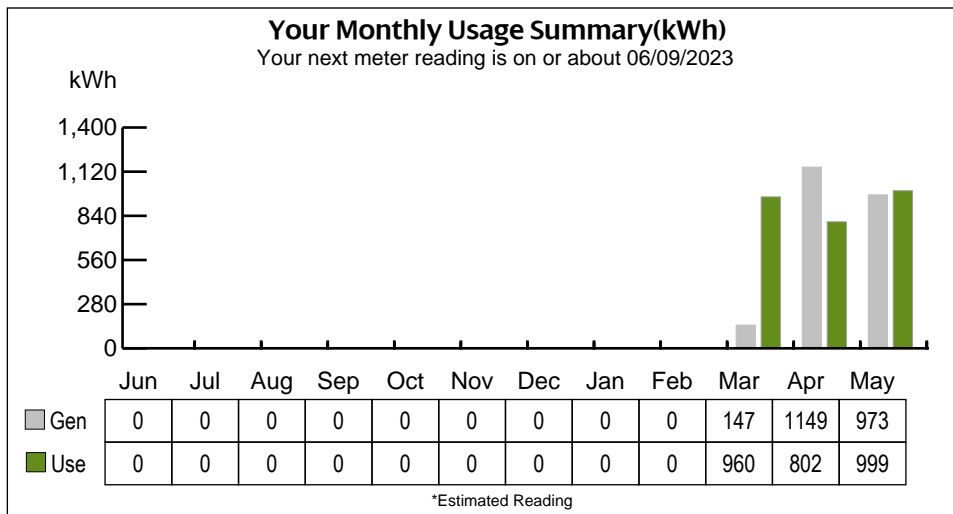 Your Monthly Usage Summary(kWh)
Your next meter reading is on or about 06/09/2023
kWh
1,400
1,120
840
560
280
0
Jun Jul Aug Sep Oct Nov Dec Jan Feb Mar Apr May
Gen 0 0 0 0 0 0 0 0 0 147 1149 973
Use 0 0 0 0 0 0 0 0 0 960 802 999
*Estimated Reading